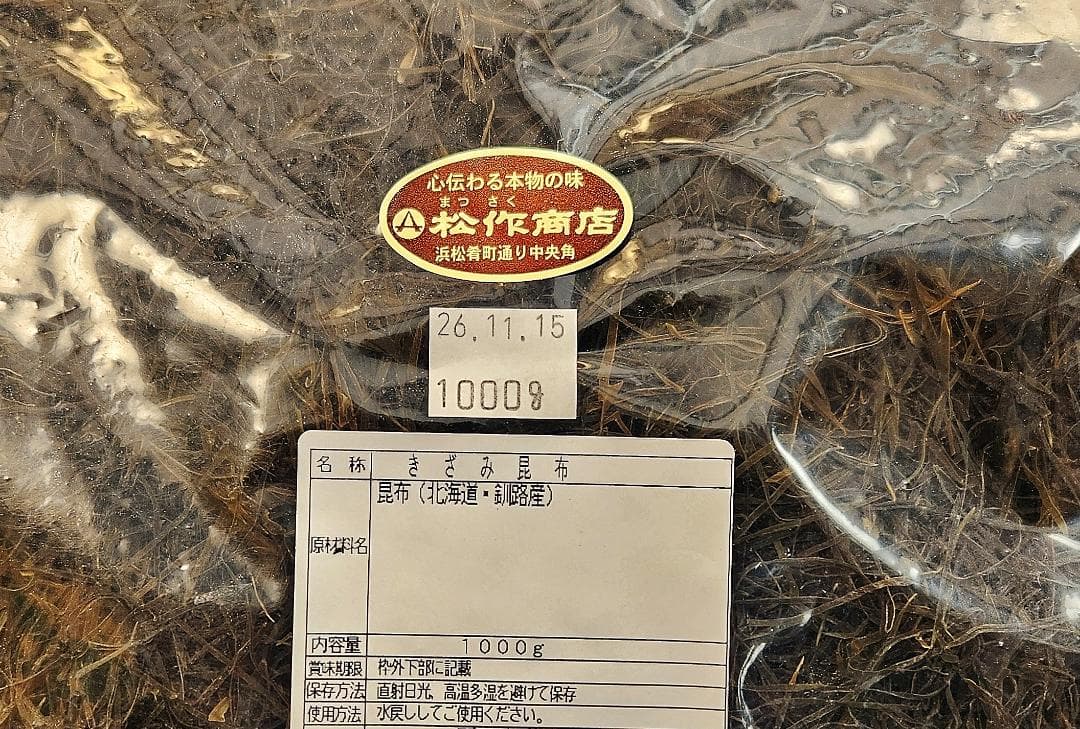 心伝わる本物の味
まつ さく
Ⓐ松作商店
浜松肴町通り中央角
26.11.15
1000g
名称 きざみ昆布
原材料名 昆布(北海道・釧路産)
内容量 1000g
賞味期限 枠外下部に記載
保存方法 直射日光、高温多湿を避けて保存
使用方法 水戻ししてご使用ください。